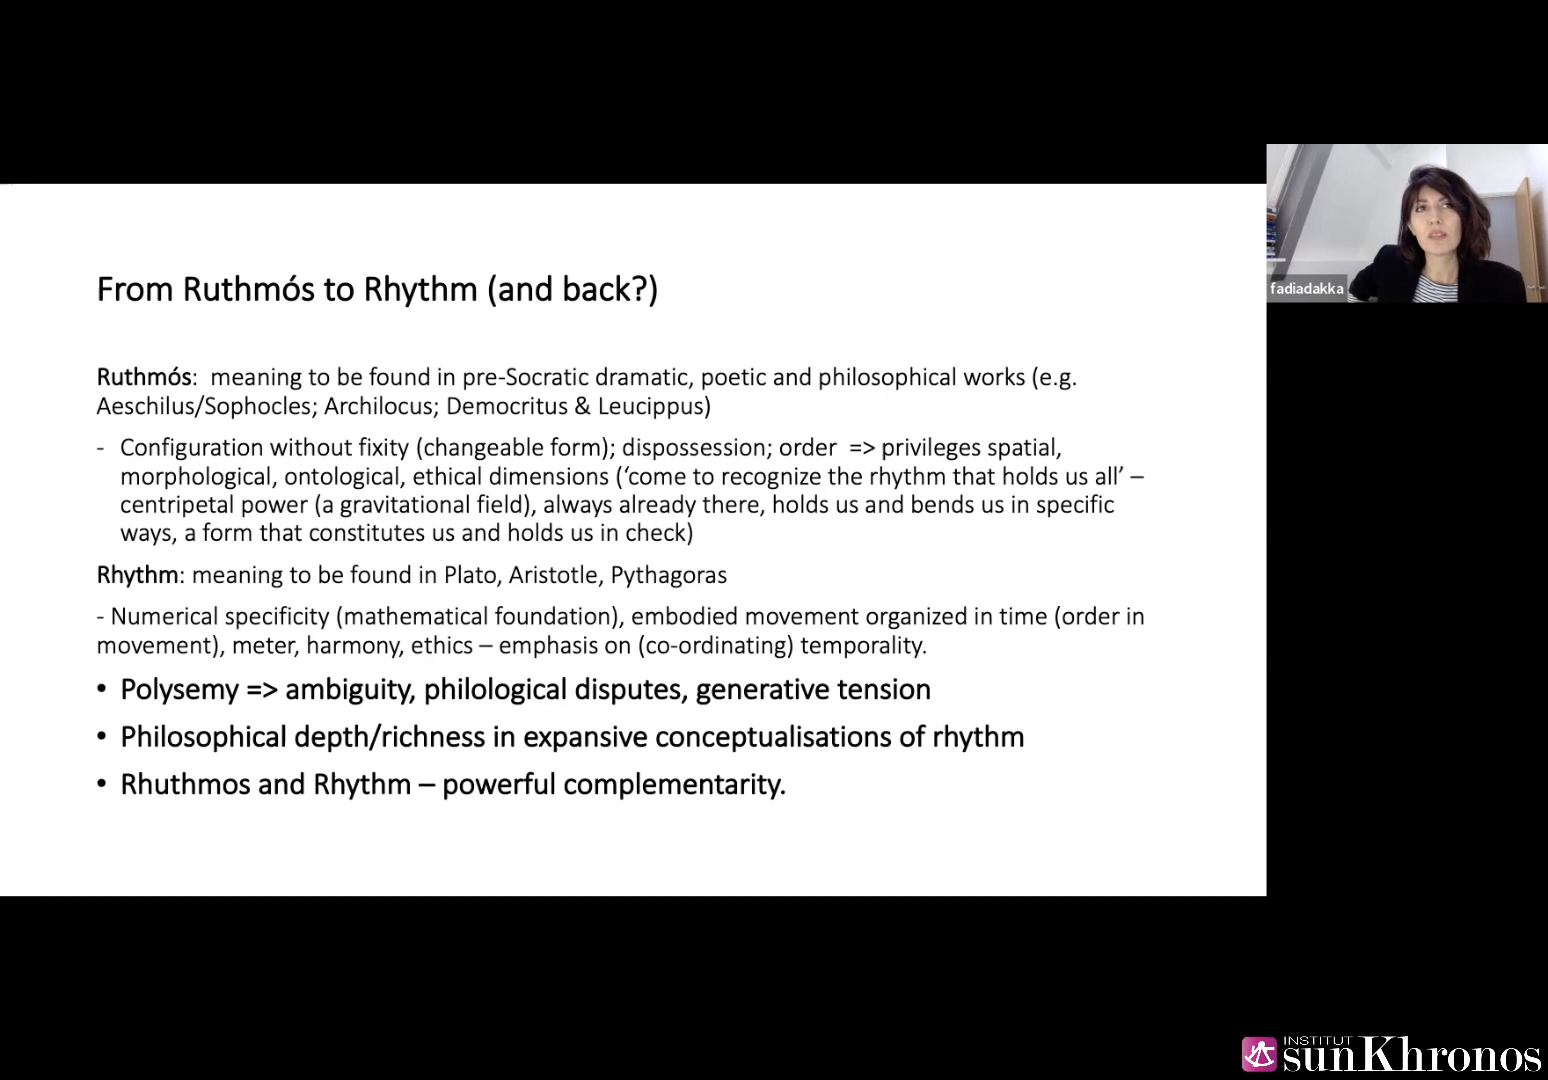 From Ruthmós to Rhythm (and back?)
Ruthmós:  meaning to be found in pre-Socratic dramatic, poetic and philosophical works (e.g.
Aeschilus/Sophocles; Archilocus; Democritus & Leucippus)
- Configuration without fixity (changeable form); dispossession; order => privileges spatial,
morphological, ontological, ethical dimensions (‘come to recognize the rhythm that holds us all’ –
centripetal power (a gravitational field), always already there, holds us and bends us in specific
ways, a form that constitutes us and holds us in check)
Rhythm: meaning to be found in Plato, Aristotle, Pythagoras
- Numerical specificity (mathematical foundation), embodied movement organized in time (order in
movement), meter, harmony, ethics – emphasis on (co-ordinating) temporality.
• Polysemy => ambiguity, philological disputes, generative tension
• Philosophical depth/richness in expansive conceptualisations of rhythm
• Rhuthmos and Rhythm – powerful complementarity.
fadiadakka
INSTITUT
sunKhronos